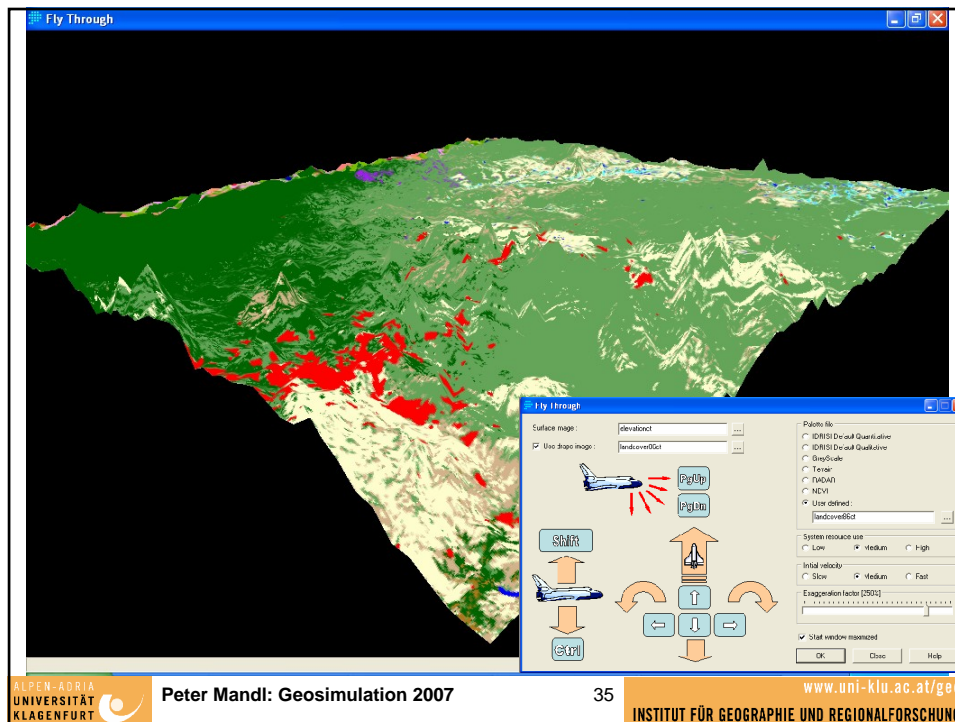 Fly Through
Fly Through
Surface image :
elevationct
...
Use drape image :
landcover00ct
...
PgUp
PgDn
Shift
Ctrl
Palette file
IDRISI Default Quantitative
IDRISI Default Qualitative
GreyScale
Terrain
RADAR
NDVI
User defined :
landcover86ct
...
System resource use
Low
Medium
High
Initial velocity
Slow
Medium
Fast
Exaggeration factor [250%]
Start window maximized
OK
Close
Help
ALPEN-ADRIA
UNIVERSITÄT
KLAGENFURT
Peter Mandl: Geosimulation 2007
35
www.uni-klu.ac.at/geo
INSTITUT FÜR GEOGRAPHIE UND REGIONALFORSCHUNG